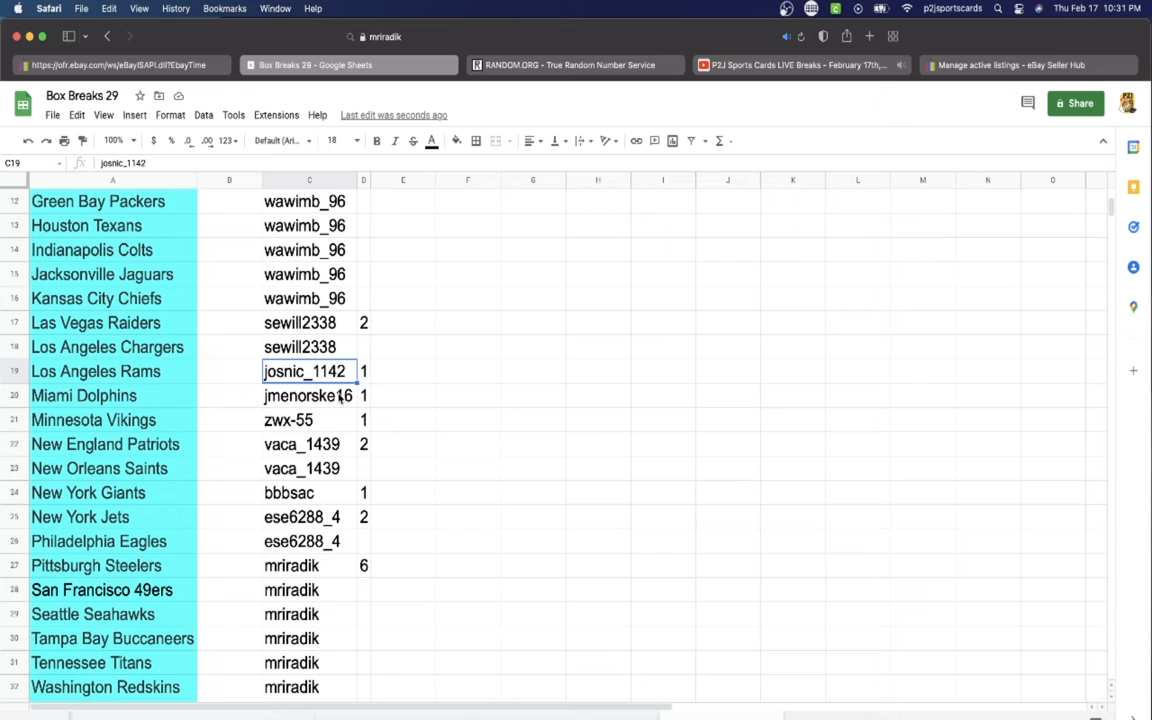 Safari File Edit View History Bookmarks Window Help p2jsportscards Thu Feb 17 10:31 PM
mriradik
https://ofr.ebay.com/ws/eBayISAPI.dll?EbayTime Box Breaks 29 - Google Sheets RANDOM.ORG - True Random Number Service P2J Sports Cards LIVE Breaks - February 17th,... Manage active listings - eBay Seller Hub
Box Breaks 29
File Edit View Insert Format Data Tools Extensions Help Last edit was seconds ago
Share
100% $ % .0 .00 123 Default (Ari... 18 B I S A
C19 fx josnic_1142
A B C D E F G H I J K L M N O
12 Green Bay Packers wawimb_96
13 Houston Texans wawimb_96
14 Indianapolis Colts wawimb_96
15 Jacksonville Jaguars wawimb_96
16 Kansas City Chiefs wawimb_96
17 Las Vegas Raiders sewill2338 2
18 Los Angeles Chargers sewill2338
19 Los Angeles Rams josnic_1142 1
20 Miami Dolphins jmenorske16 1
21 Minnesota Vikings zwx-55 1
22 New England Patriots vaca_1439 2
23 New Orleans Saints vaca_1439
24 New York Giants bbbsac 1
25 New York Jets ese6288_4 2
26 Philadelphia Eagles ese6288_4
27 Pittsburgh Steelers mriradik 6
28 San Francisco 49ers mriradik
29 Seattle Seahawks mriradik
30 Tampa Bay Buccaneers mriradik
31 Tennessee Titans mriradik
32 Washington Redskins mriradik